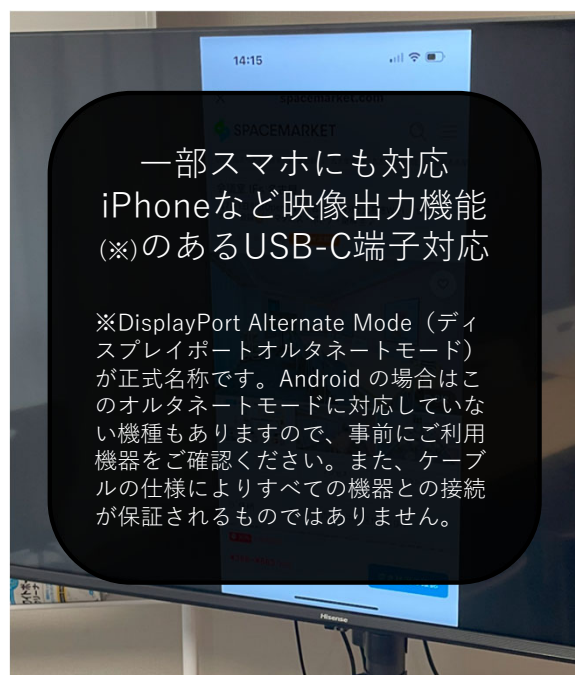 14:15
spacemarket.com
SPACEMARKET
一部スマホにも対応
iPhoneなど映像出力機能
(※)のあるUSB-C端子対応
※DisplayPort Alternate Mode（ディ
スプレイポートオルタネートモード）
が正式名称です。Android の場合はこ
のオルタネートモードに対応していな
い機種もありますので、事前にご利用
機器をご確認ください。また、ケーブ
ルの仕様によりすべての機器との接続
が保証されるものではありません。
Hisense